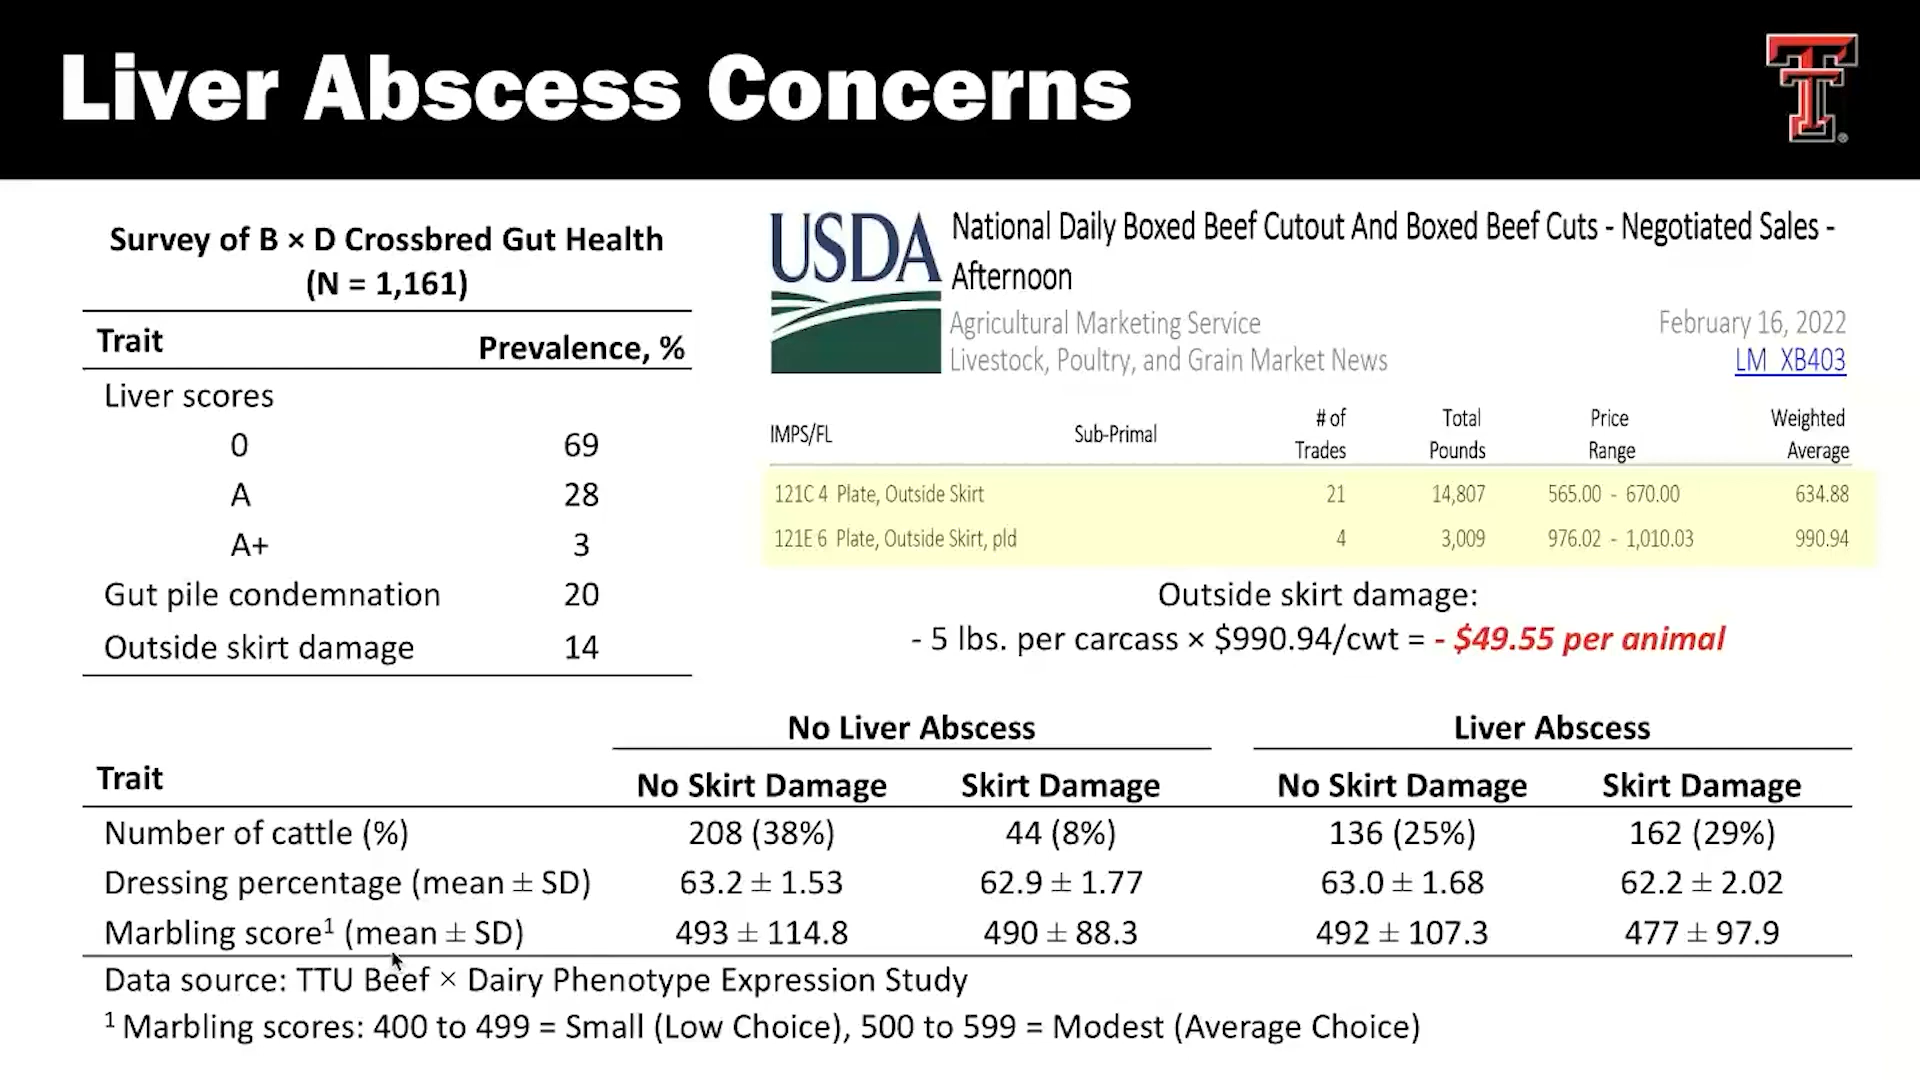 Liver Abscess Concerns
Survey of B × D Crossbred Gut Health
(N = 1,161)
Trait Prevalence, %
Liver scores
0 69
A 28
A+ 3
Gut pile condemnation 20
Outside skirt damage 14
USDA
National Daily Boxed Beef Cutout And Boxed Beef Cuts - Negotiated Sales -
Afternoon
Agricultural Marketing Service February 16, 2022
Livestock, Poultry, and Grain Market News LM XB403
IMPS/FL Sub-Primal # of Trades Total Pounds Price Range Weighted Average
121C 4 Plate, Outside Skirt 21 14,807 565.00 - 670.00 634.88
121E 6 Plate, Outside Skirt, pld 4 3,009 976.02 - 1,010.03 990.94
Outside skirt damage:
- 5 lbs. per carcass × $990.94/cwt = - $49.55 per animal
No Liver Abscess Liver Abscess
Trait No Skirt Damage Skirt Damage No Skirt Damage Skirt Damage
Number of cattle (%) 208 (38%) 44 (8%) 136 (25%) 162 (29%)
Dressing percentage (mean ± SD) 63.2 ± 1.53 62.9 ± 1.77 63.0 ± 1.68 62.2 ± 2.02
Marbling score¹ (mean ± SD) 493 ± 114.8 490 ± 88.3 492 ± 107.3 477 ± 97.9
Data source: TTU Beef × Dairy Phenotype Expression Study
¹ Marbling scores: 400 to 499 = Small (Low Choice), 500 to 599 = Modest (Average Choice)